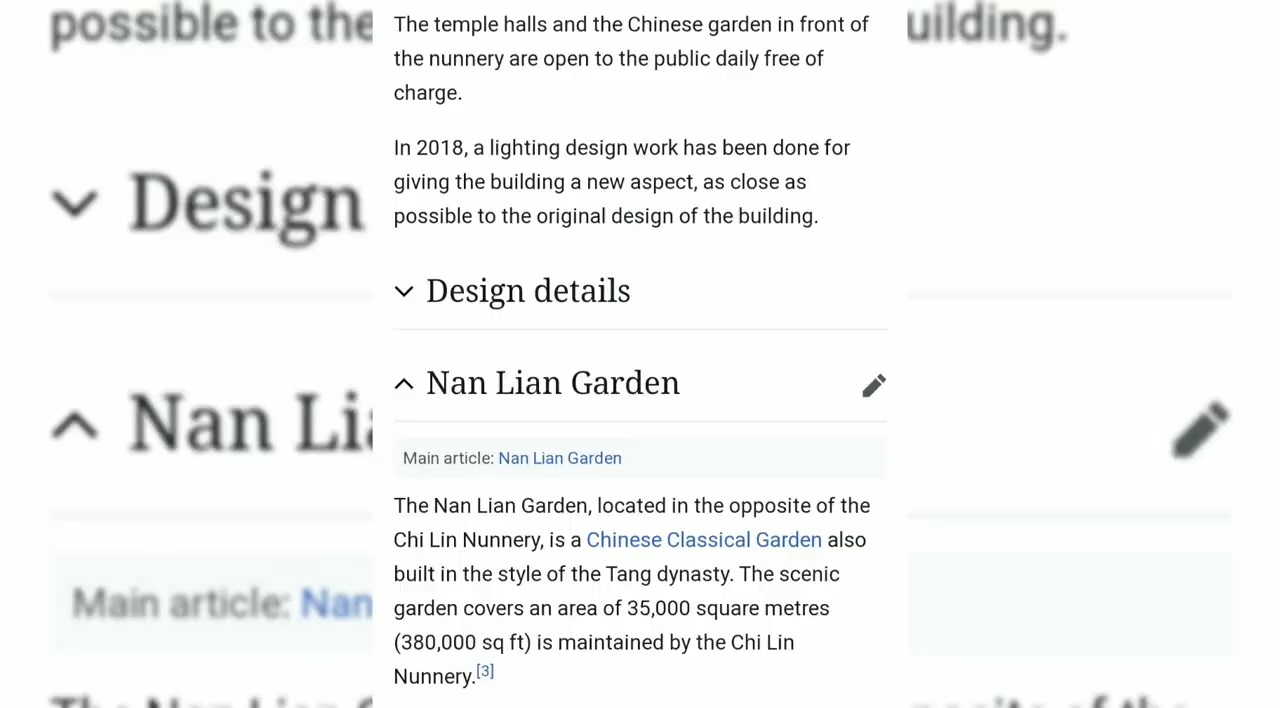 The temple halls and the Chinese garden in front of
the nunnery are open to the public daily free of
charge.
In 2018, a lighting design work has been done for
giving the building a new aspect, as close as
possible to the original design of the building.
Design details
Nan Lian Garden
Main article: Nan Lian Garden
The Nan Lian Garden, located in the opposite of the
Chi Lin Nunnery, is a Chinese Classical Garden also
built in the style of the Tang dynasty. The scenic
garden covers an area of 35,000 square metres
(380,000 sq ft) is maintained by the Chi Lin
Nunnery.[3]